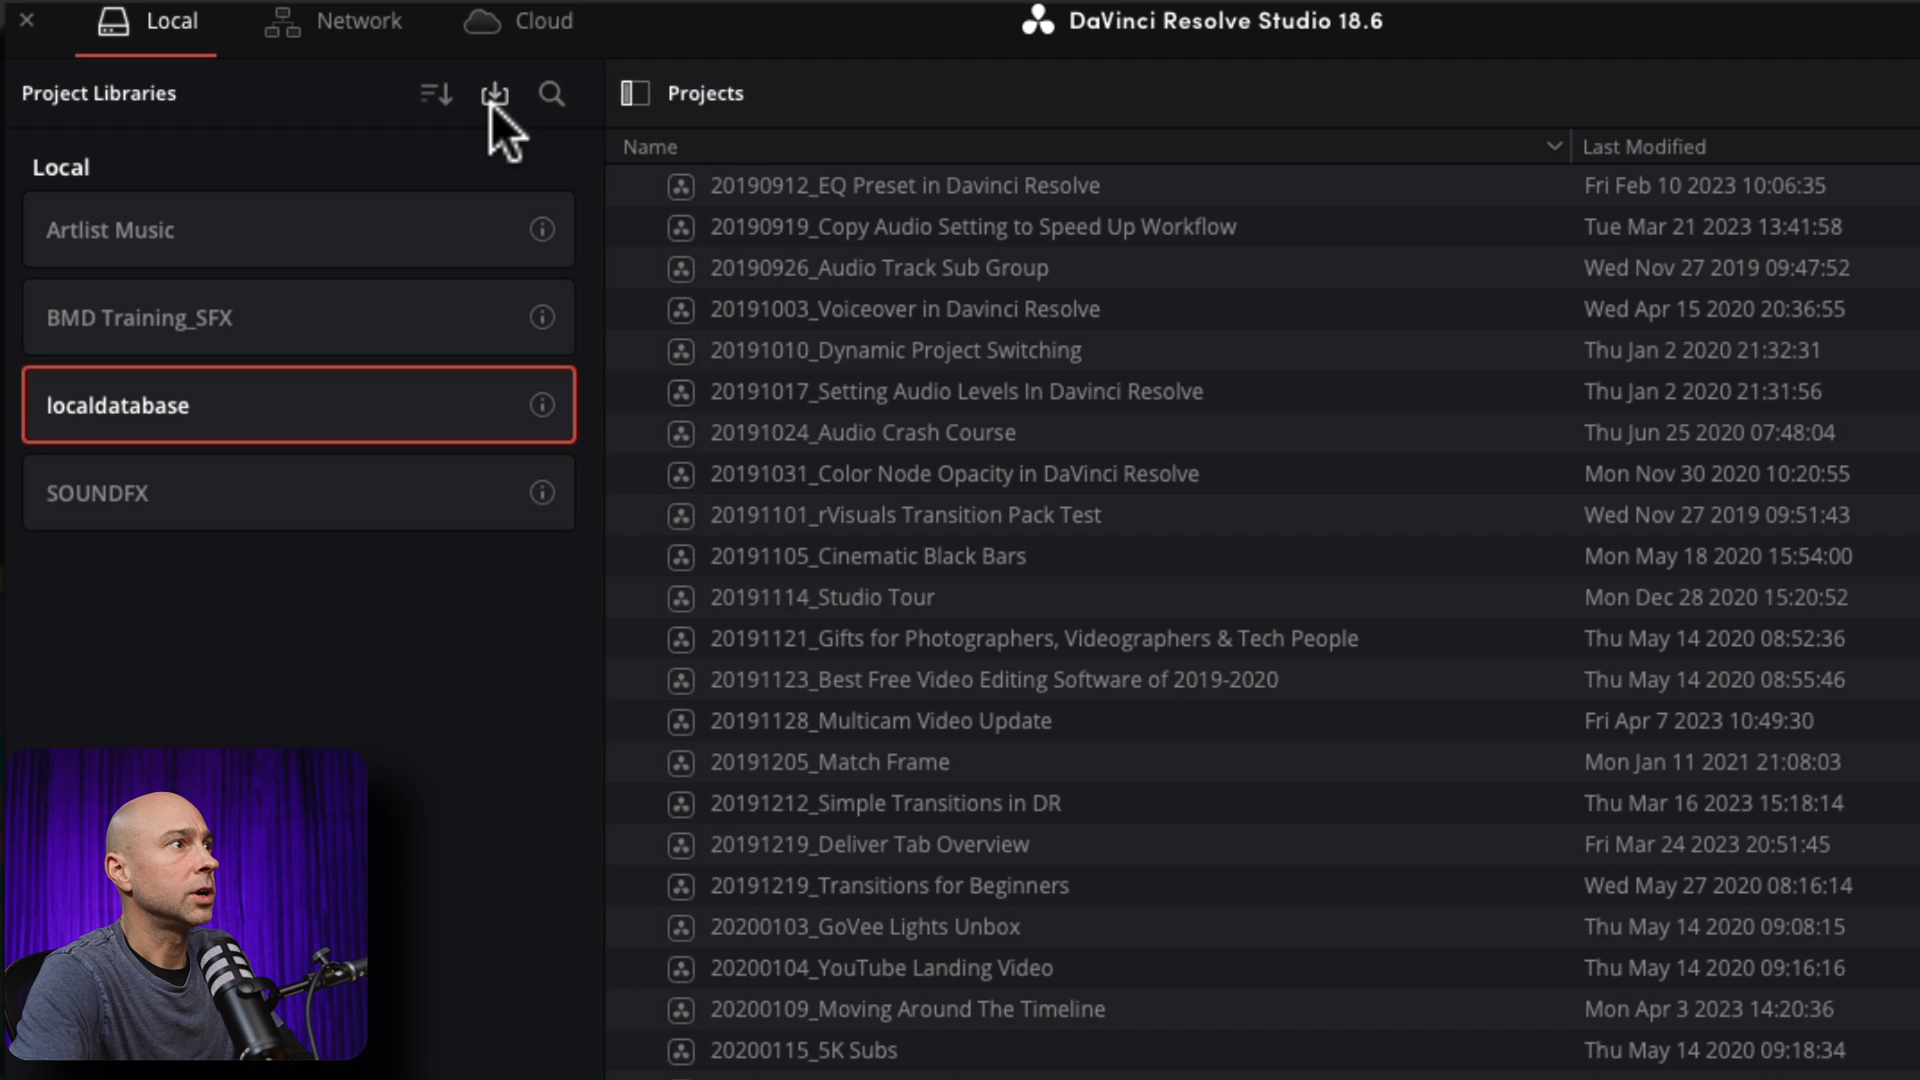 Local
Network
Cloud
DaVinci Resolve Studio 18.6
Project Libraries
Projects
Name
Last Modified
Local
Artlist Music
BMD Training_SFX
localdatabase
SOUNDFX
20190912_EQ Preset in Davinci Resolve Fri Feb 10 2023 10:06:35
20190919_Copy Audio Setting to Speed Up Workflow Tue Mar 21 2023 13:41:58
20190926_Audio Track Sub Group Wed Nov 27 2019 09:47:52
20191003_Voiceover in Davinci Resolve Wed Apr 15 2020 20:36:55
20191010_Dynamic Project Switching Thu Jan 2 2020 21:32:31
20191017_Setting Audio Levels In Davinci Resolve Thu Jan 2 2020 21:31:56
20191024_Audio Crash Course Thu Jun 25 2020 07:48:04
20191031_Color Node Opacity in DaVinci Resolve Mon Nov 30 2020 10:20:55
20191101_rVisuals Transition Pack Test Wed Nov 27 2019 09:51:43
20191105_Cinematic Black Bars Mon May 18 2020 15:54:00
20191114_Studio Tour Mon Dec 28 2020 15:20:52
20191121_Gifts for Photographers, Videographers & Tech People Thu May 14 2020 08:52:36
20191123_Best Free Video Editing Software of 2019-2020 Thu May 14 2020 08:55:46
20191128_Multicam Video Update Fri Apr 7 2023 10:49:30
20191205_Match Frame Mon Jan 11 2021 21:08:03
20191212_Simple Transitions in DR Thu Mar 16 2023 15:18:14
20191219_Deliver Tab Overview Fri Mar 24 2023 20:51:45
20191219_Transitions for Beginners Wed May 27 2020 08:16:14
20200103_GoVee Lights Unbox Thu May 14 2020 09:08:15
20200104_YouTube Landing Video Thu May 14 2020 09:16:16
20200109_Moving Around The Timeline Mon Apr 3 2023 14:20:36
20200115_5K Subs Thu May 14 2020 09:18:34